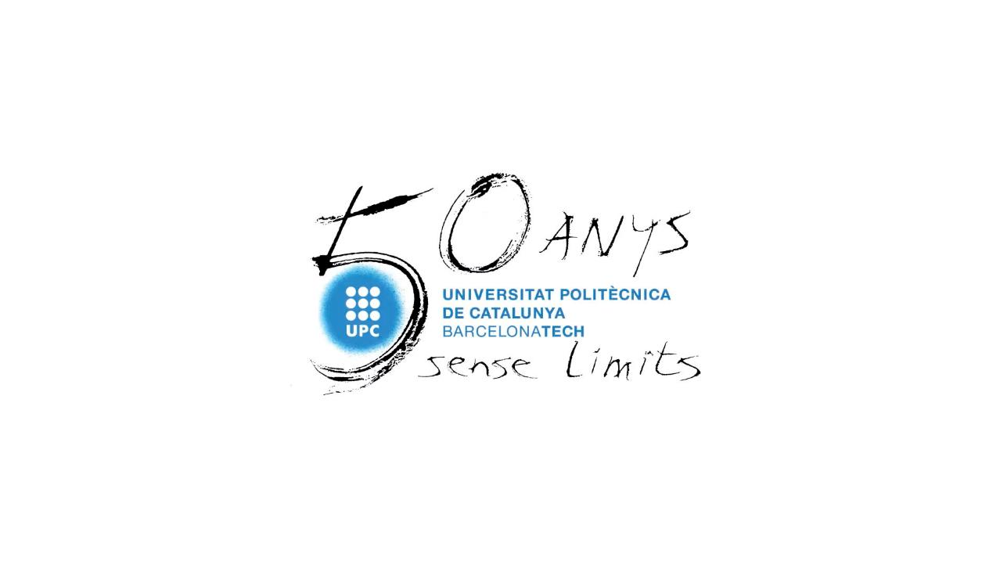 50 ANYS
UPC
UNIVERSITAT POLITÈCNICA
DE CATALUNYA
BARCELONATECH
sense límits